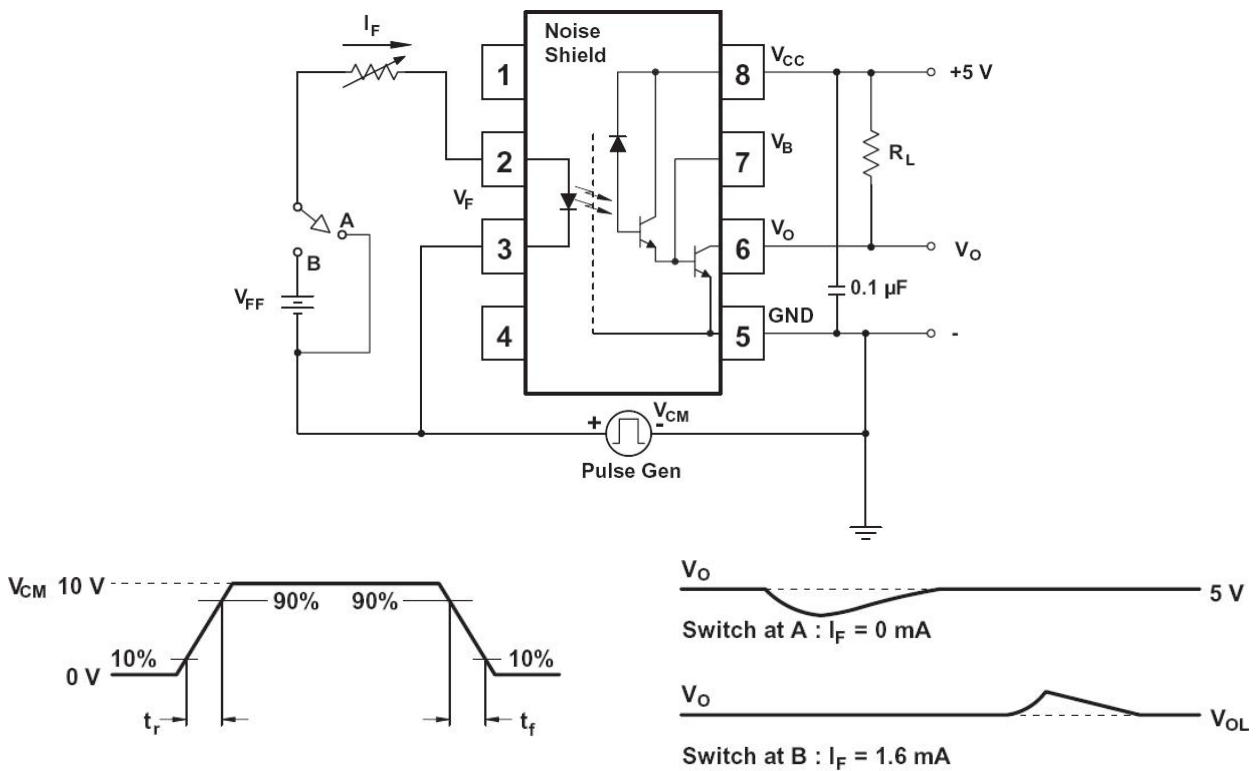 I_F
Noise
Shield
1
8
V_CC
+5 V
2
7
V_B
R_L
V_F
A
3
6
V_O
V_O
B
V_FF
0.1 µF
4
5
GND
-
+
V_CM
-
Pulse Gen
V_CM 10 V
90%
90%
10%
10%
0 V
t_r
t_f
V_O
5 V
Switch at A : I_F = 0 mA
V_O
V_OL
Switch at B : I_F = 1.6 mA